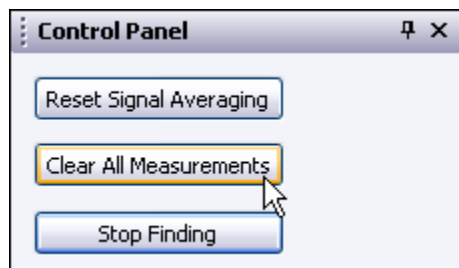 Control Panel
Reset Signal Averaging
Clear All Measurements
Stop Finding